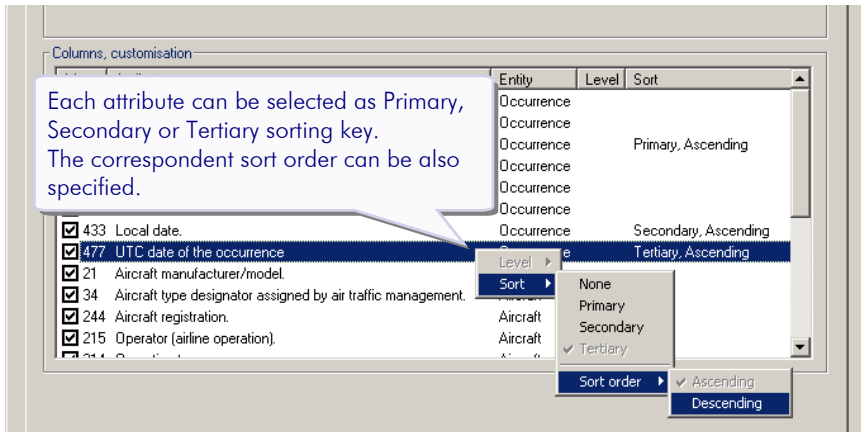 Columns, customisation
Entity Level Sort
Each attribute can be selected as Primary,
Secondary or Tertiary sorting key.
The correspondent sort order can be also
specified.
Occurrence
Occurrence
Occurrence Primary, Ascending
Occurrence
Occurrence
Occurrence
433 Local date. Occurrence Secondary, Ascending
477 UTC date of the occurrence Tertiary, Ascending
Level
21 Aircraft manufacturer/model.
Sort None
34 Aircraft type designator assigned by air traffic management. Aircraft
Primary
244 Aircraft registration. Aircraft
Secondary
215 Operator (airline operation). Aircraft
Tertiary
Sort order Ascending
Descending